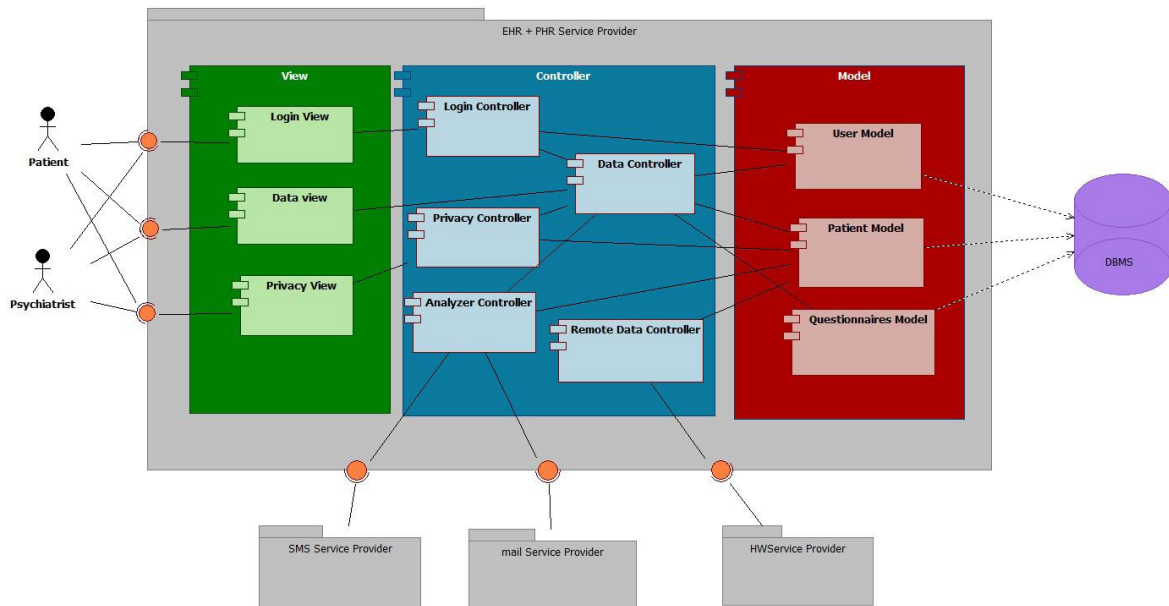 EHR + PHR Service Provider
View
Controller
Model
Login View
Login Controller
User Model
Patient
Data Controller
Data view
Privacy Controller
Patient Model
Psychiatrist
DBMS
Privacy View
Analyzer Controller
Remote Data Controller
Questionnaires Model
SMS Service Provider
mail Service Provider
HWService Provider